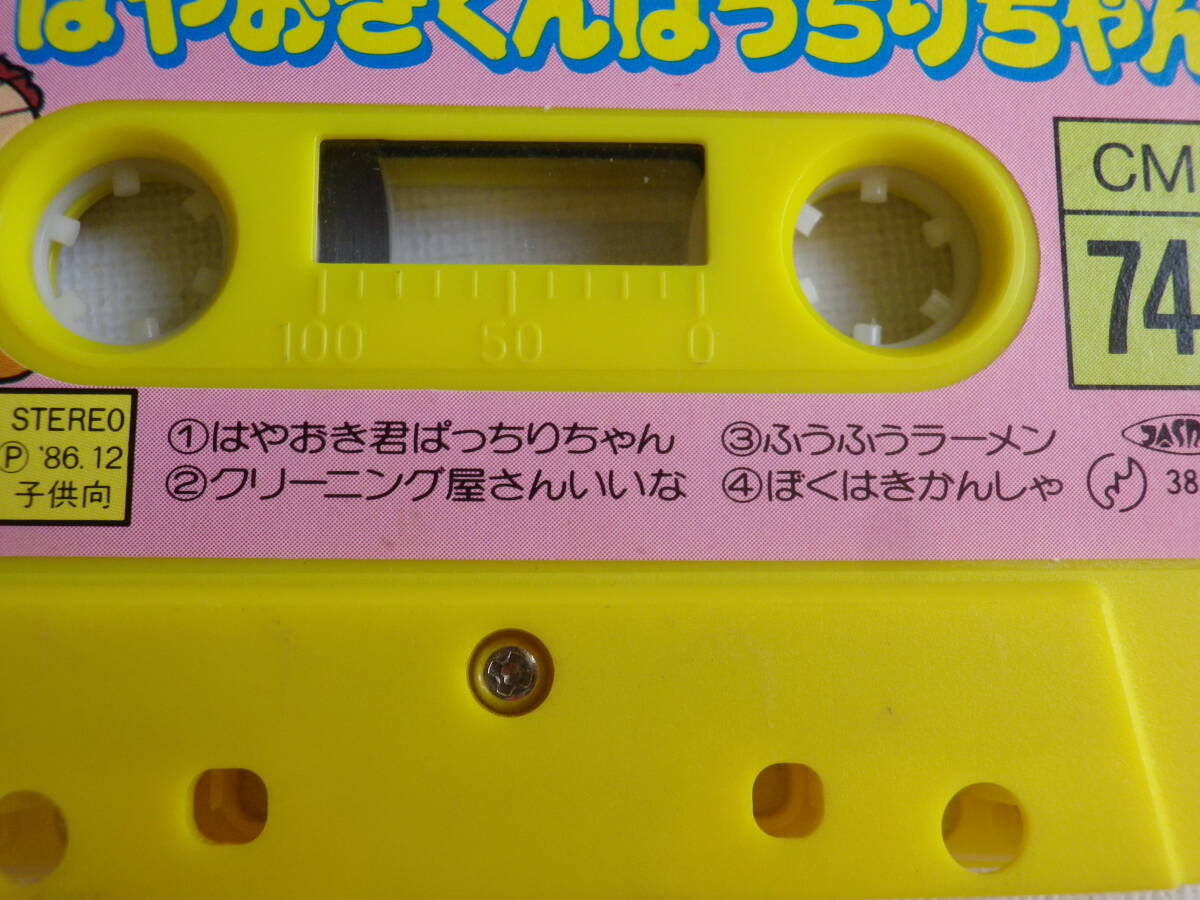 はやおきくんぱっちりちゃん
CM
74
100 50 0
STEREO
Ⓟ '86.12
子供向
①はやおき君ぱっちりちゃん
②クリーニング屋さんいいな
③ふうふうラーメン
④ぼくはきかんしゃ
38